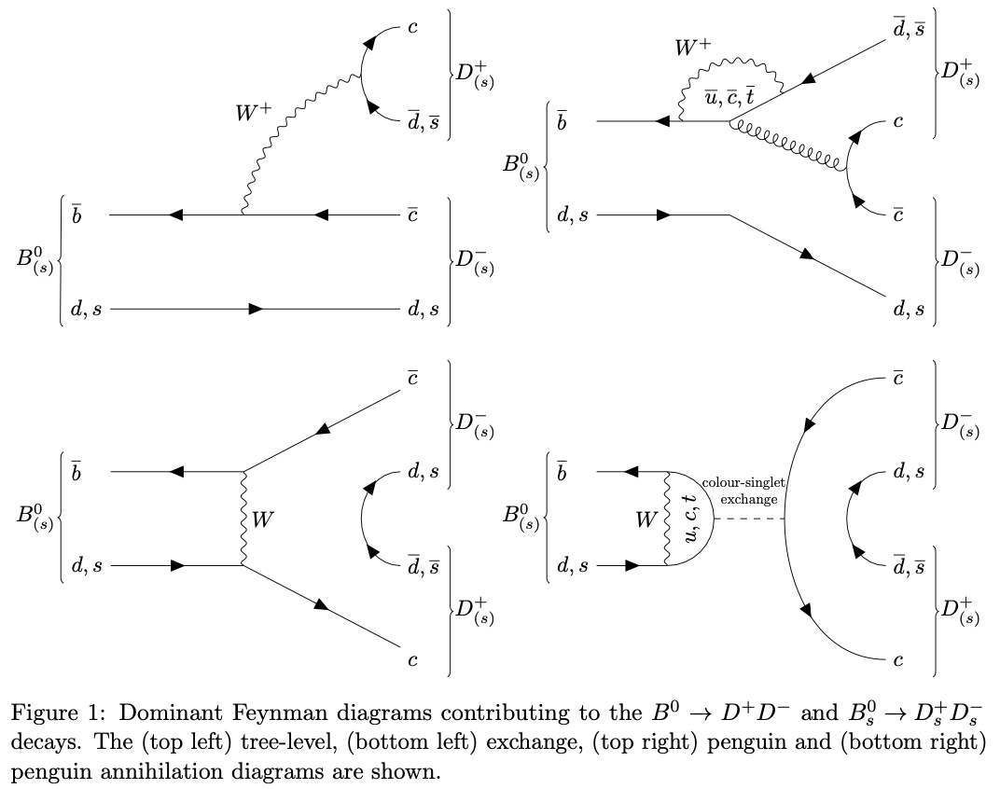 c
W⁺
d̅, s̅
D⁺₍ₛ₎
b̅
c̅
B⁰₍ₛ₎
D⁻₍ₛ₎
d, s
d, s
d̅, s̅
W⁺
u̅, c̅, t̅
D⁺₍ₛ₎
b̅
c
B⁰₍ₛ₎
d, s
c̅
D⁻₍ₛ₎
d, s
c̅
D⁻₍ₛ₎
b̅
d, s
B⁰₍ₛ₎
W
d, s
d̅, s̅
D⁺₍ₛ₎
c
c̅
D⁻₍ₛ₎
b̅
d, s
colour-singlet
exchange
B⁰₍ₛ₎
W
u, c, t
d, s
d̅, s̅
D⁺₍ₛ₎
c
Figure 1: Dominant Feynman diagrams contributing to the B⁰ → D⁺D⁻ and B⁰ₛ → D⁺ₛD⁻ₛ
decays. The (top left) tree-level, (bottom left) exchange, (top right) penguin and (bottom right)
penguin annihilation diagrams are shown.